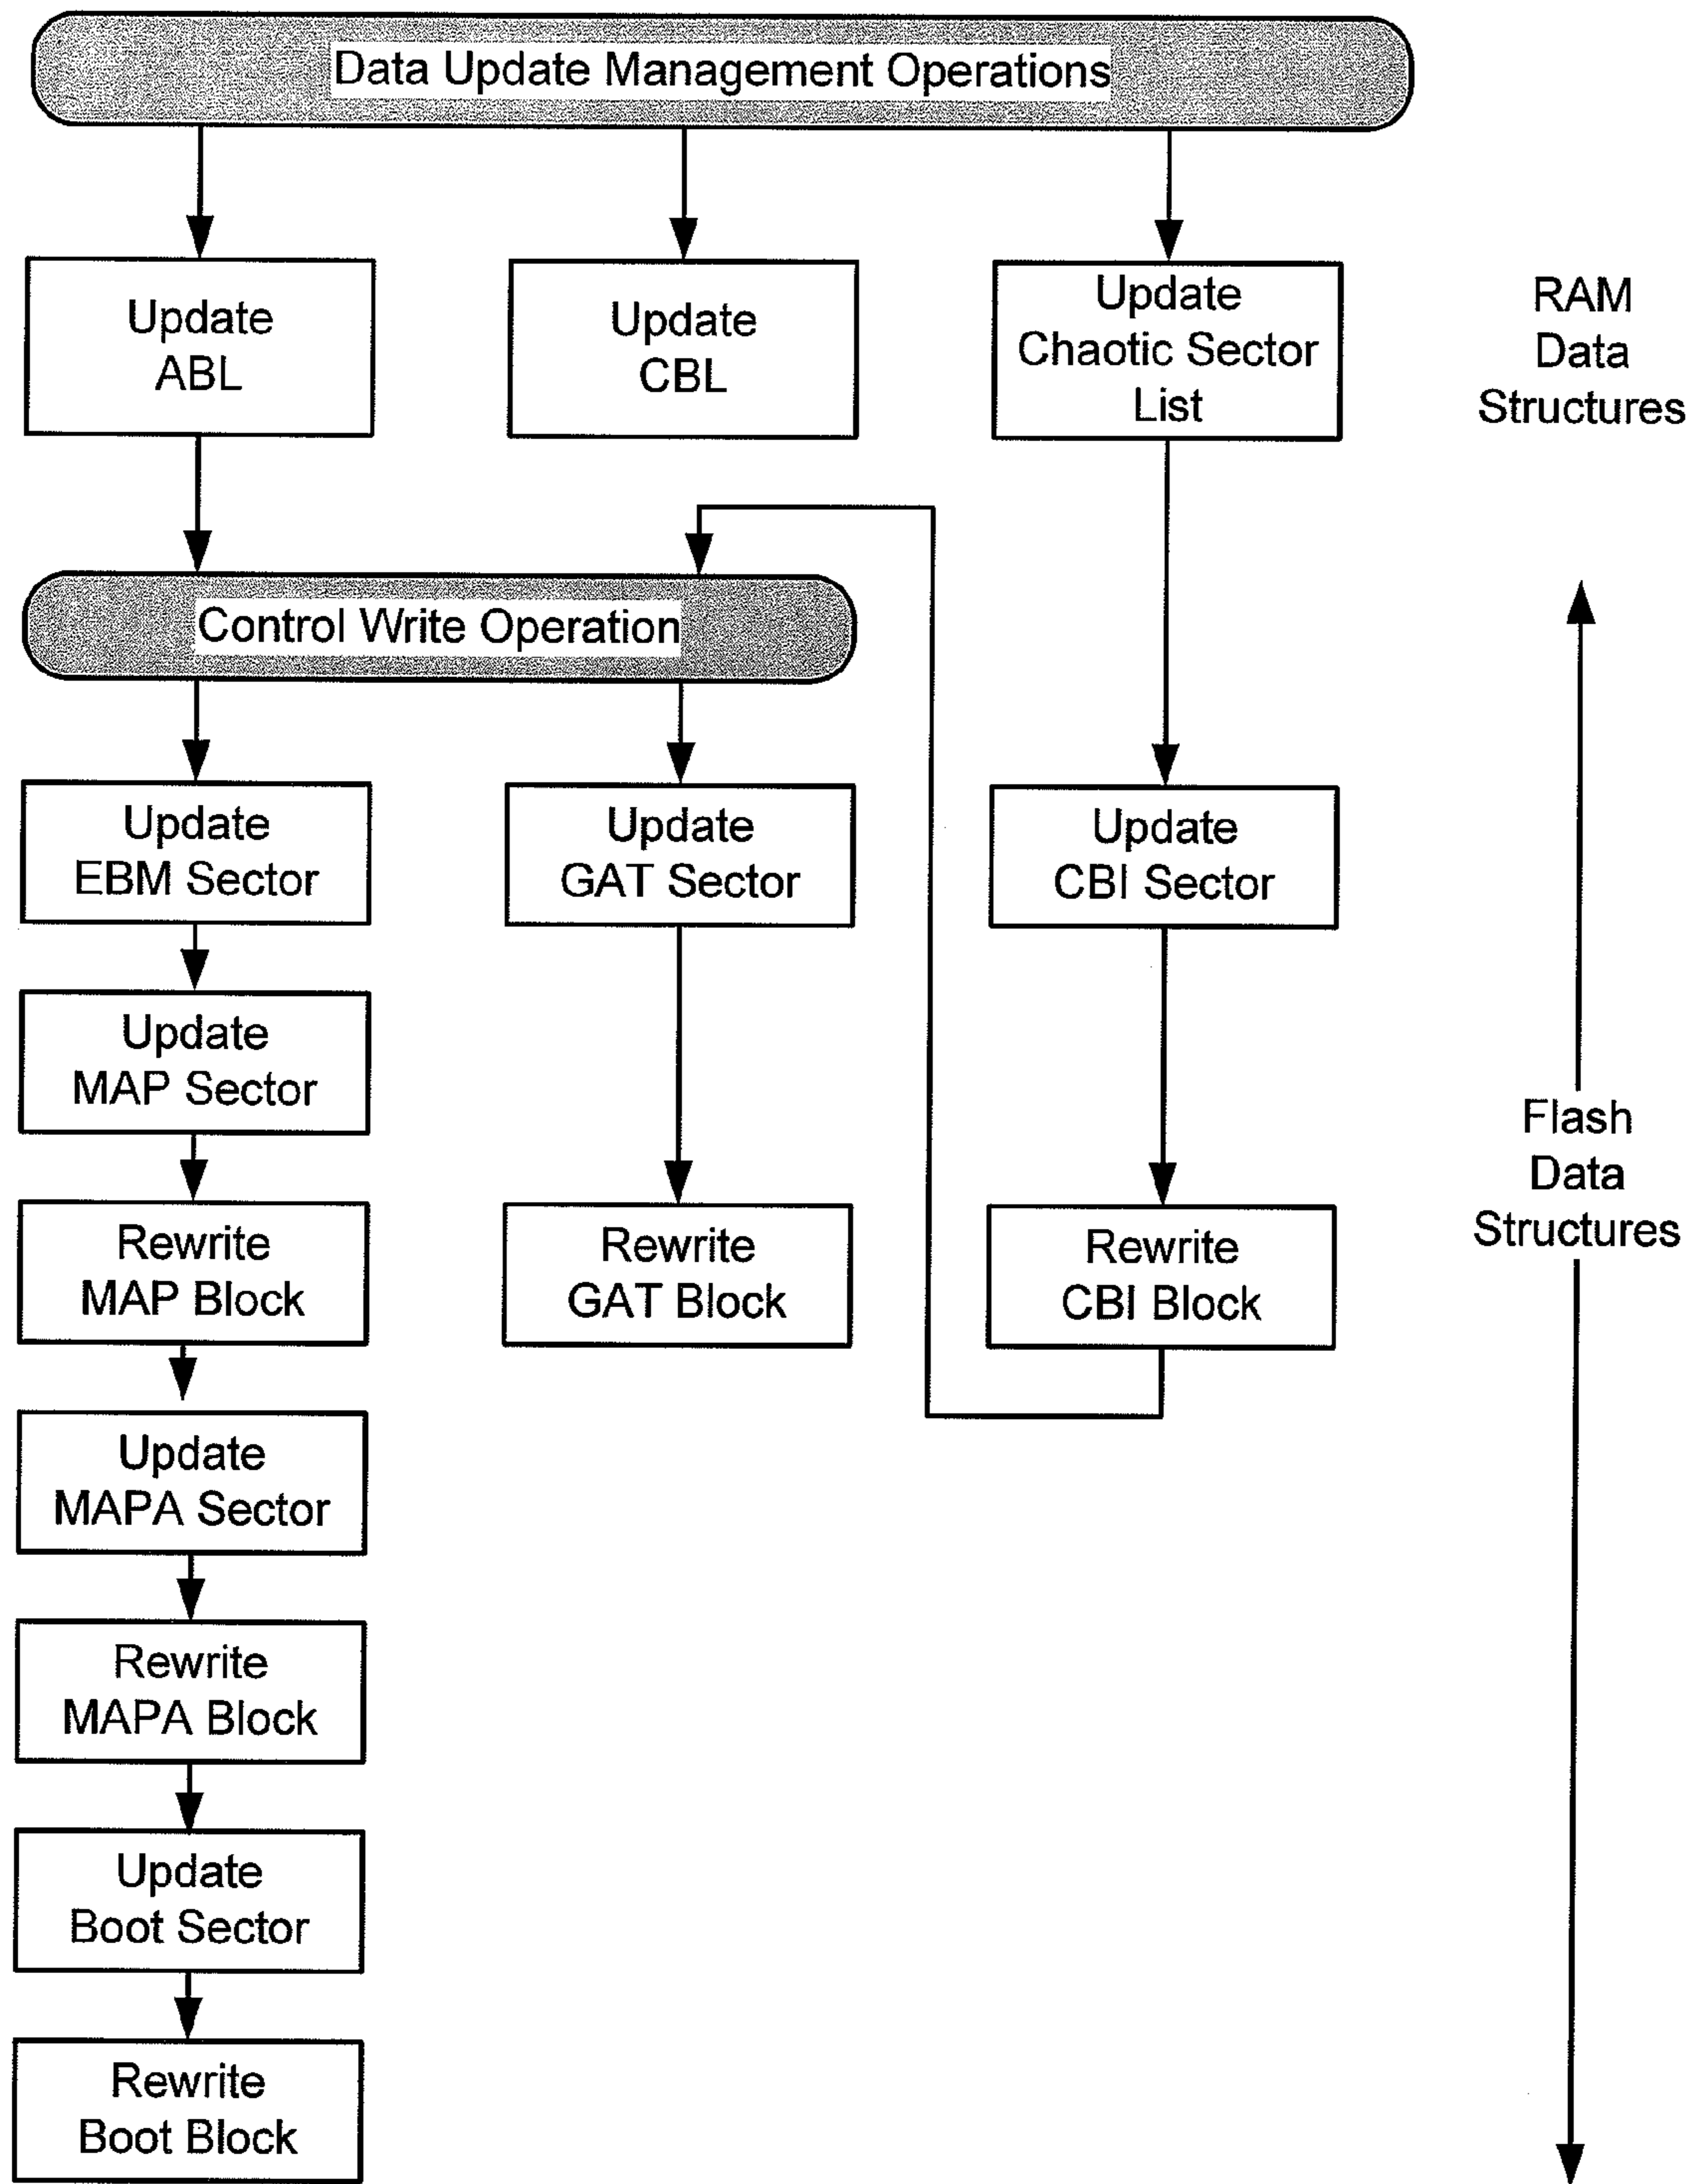 Data Update Management Operations
Update
ABL
Update
CBL
Update
Chaotic Sector
List
RAM
Data
Structures
Control Write Operation
Update
EBM Sector
Update
GAT Sector
Update
CBI Sector
Update
MAP Sector
Rewrite
MAP Block
Rewrite
GAT Block
Rewrite
CBI Block
Flash
Data
Structures
Update
MAPA Sector
Rewrite
MAPA Block
Update
Boot Sector
Rewrite
Boot Block